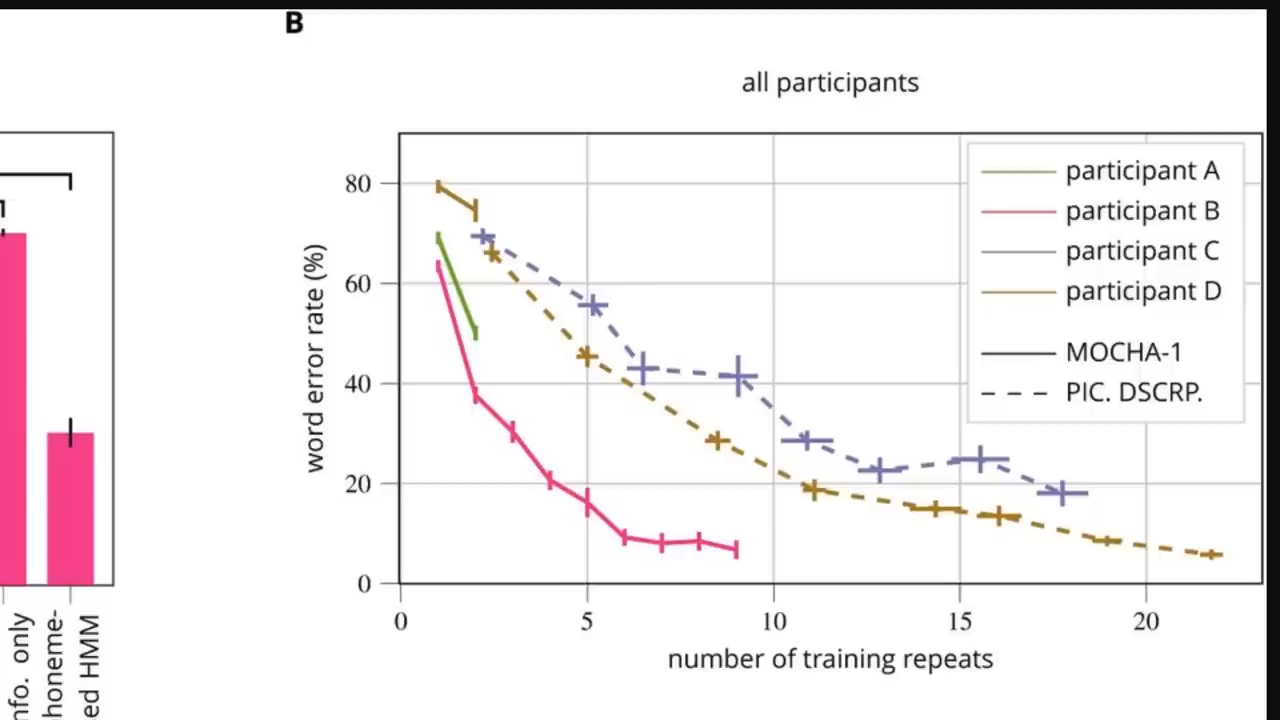 B
all participants
participant A
participant B
participant C
participant D
MOCHA-1
PIC. DSCRP.
word error rate (%)
80
60
40
20
0
0 5 10 15 20
number of training repeats
only
ed HMM